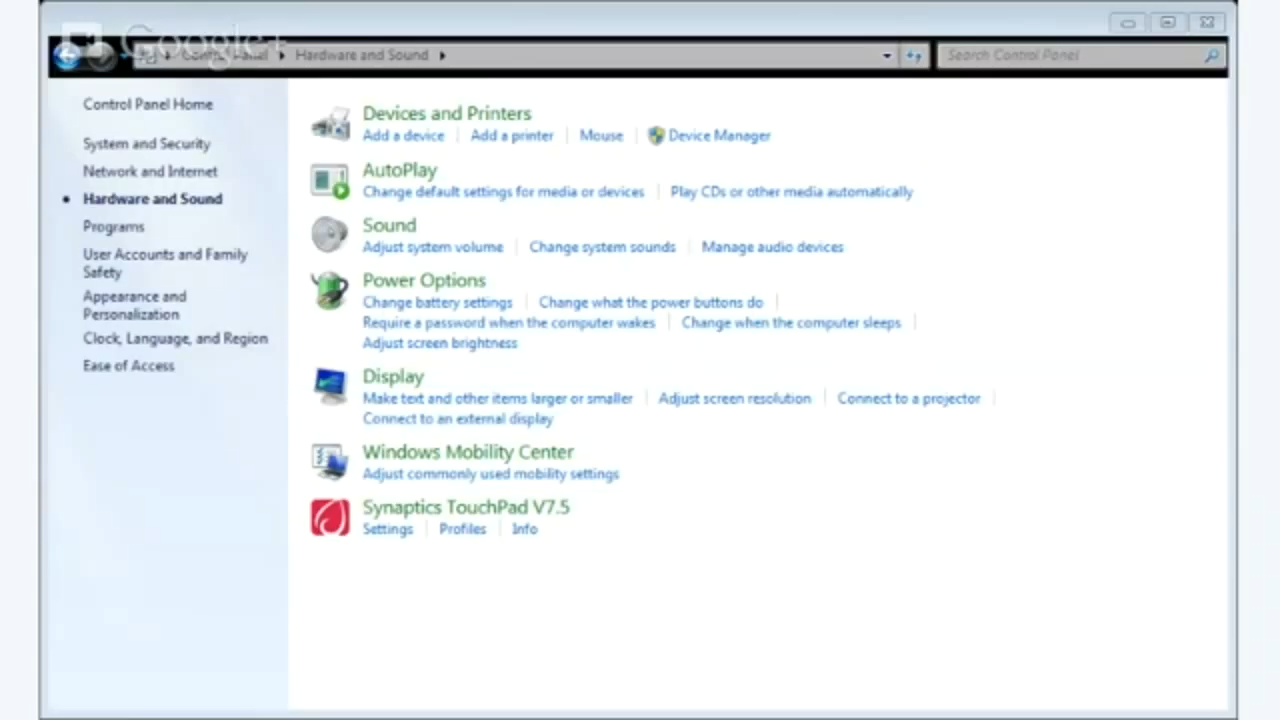 Google+
Control Panel Hardware and Sound
Search Control Panel
Control Panel Home
System and Security
Network and Internet
Hardware and Sound
Programs
User Accounts and Family
Safety
Appearance and
Personalization
Clock, Language, and Region
Ease of Access
Devices and Printers
Add a device Add a printer Mouse Device Manager
AutoPlay
Change default settings for media or devices Play CDs or other media automatically
Sound
Adjust system volume Change system sounds Manage audio devices
Power Options
Change battery settings Change what the power buttons do
Require a password when the computer wakes Change when the computer sleeps
Adjust screen brightness
Display
Make text and other items larger or smaller Adjust screen resolution Connect to a projector
Connect to an external display
Windows Mobility Center
Adjust commonly used mobility settings
Synaptics TouchPad V7.5
Settings Profiles Info